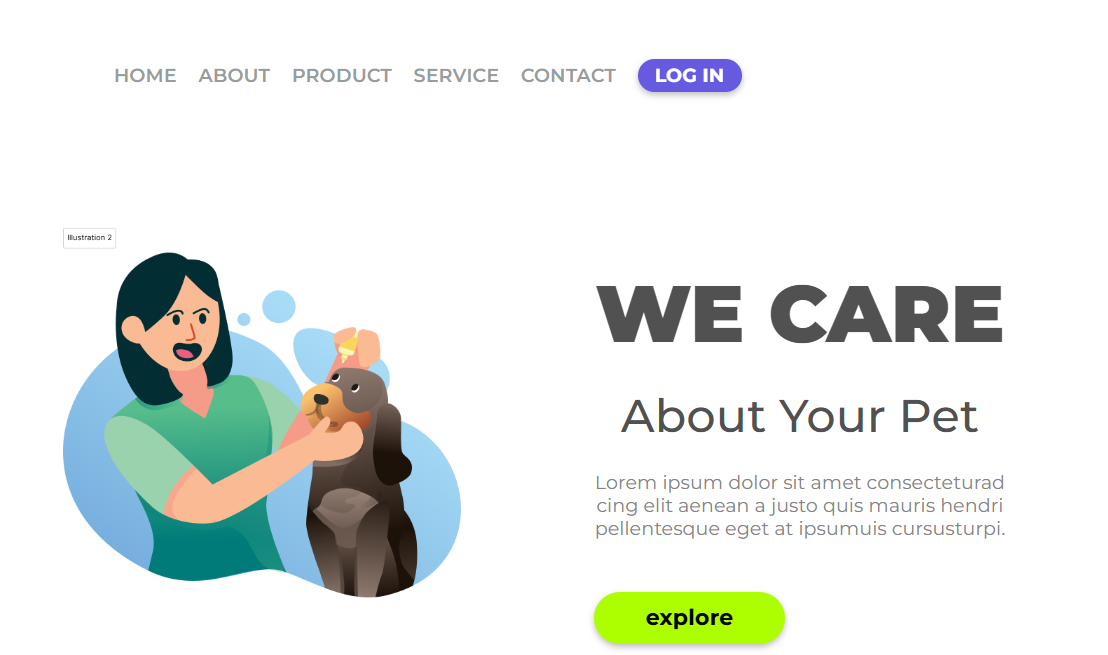 HOME ABOUT PRODUCT SERVICE CONTACT LOG IN
Illustration 2
WE CARE
About Your Pet
Lorem ipsum dolor sit amet consecteturad
cing elit aenean a justo quis mauris hendri
pellentesque eget at ipsumuis cursusturpi.
explore